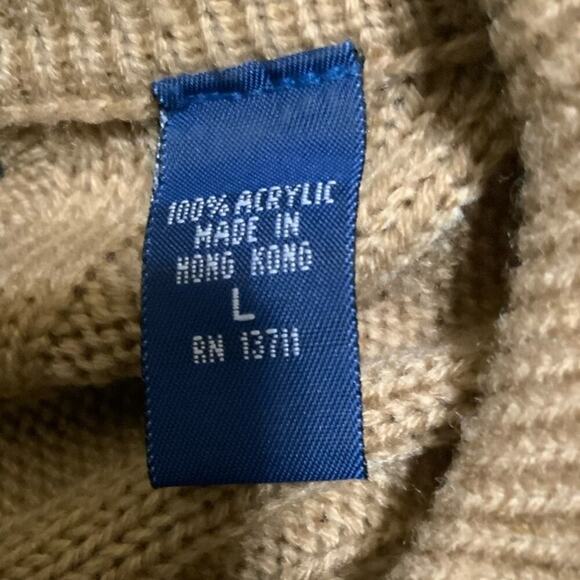 100% ACRYLIC
MADE IN
HONG KONG
L
RN 13711